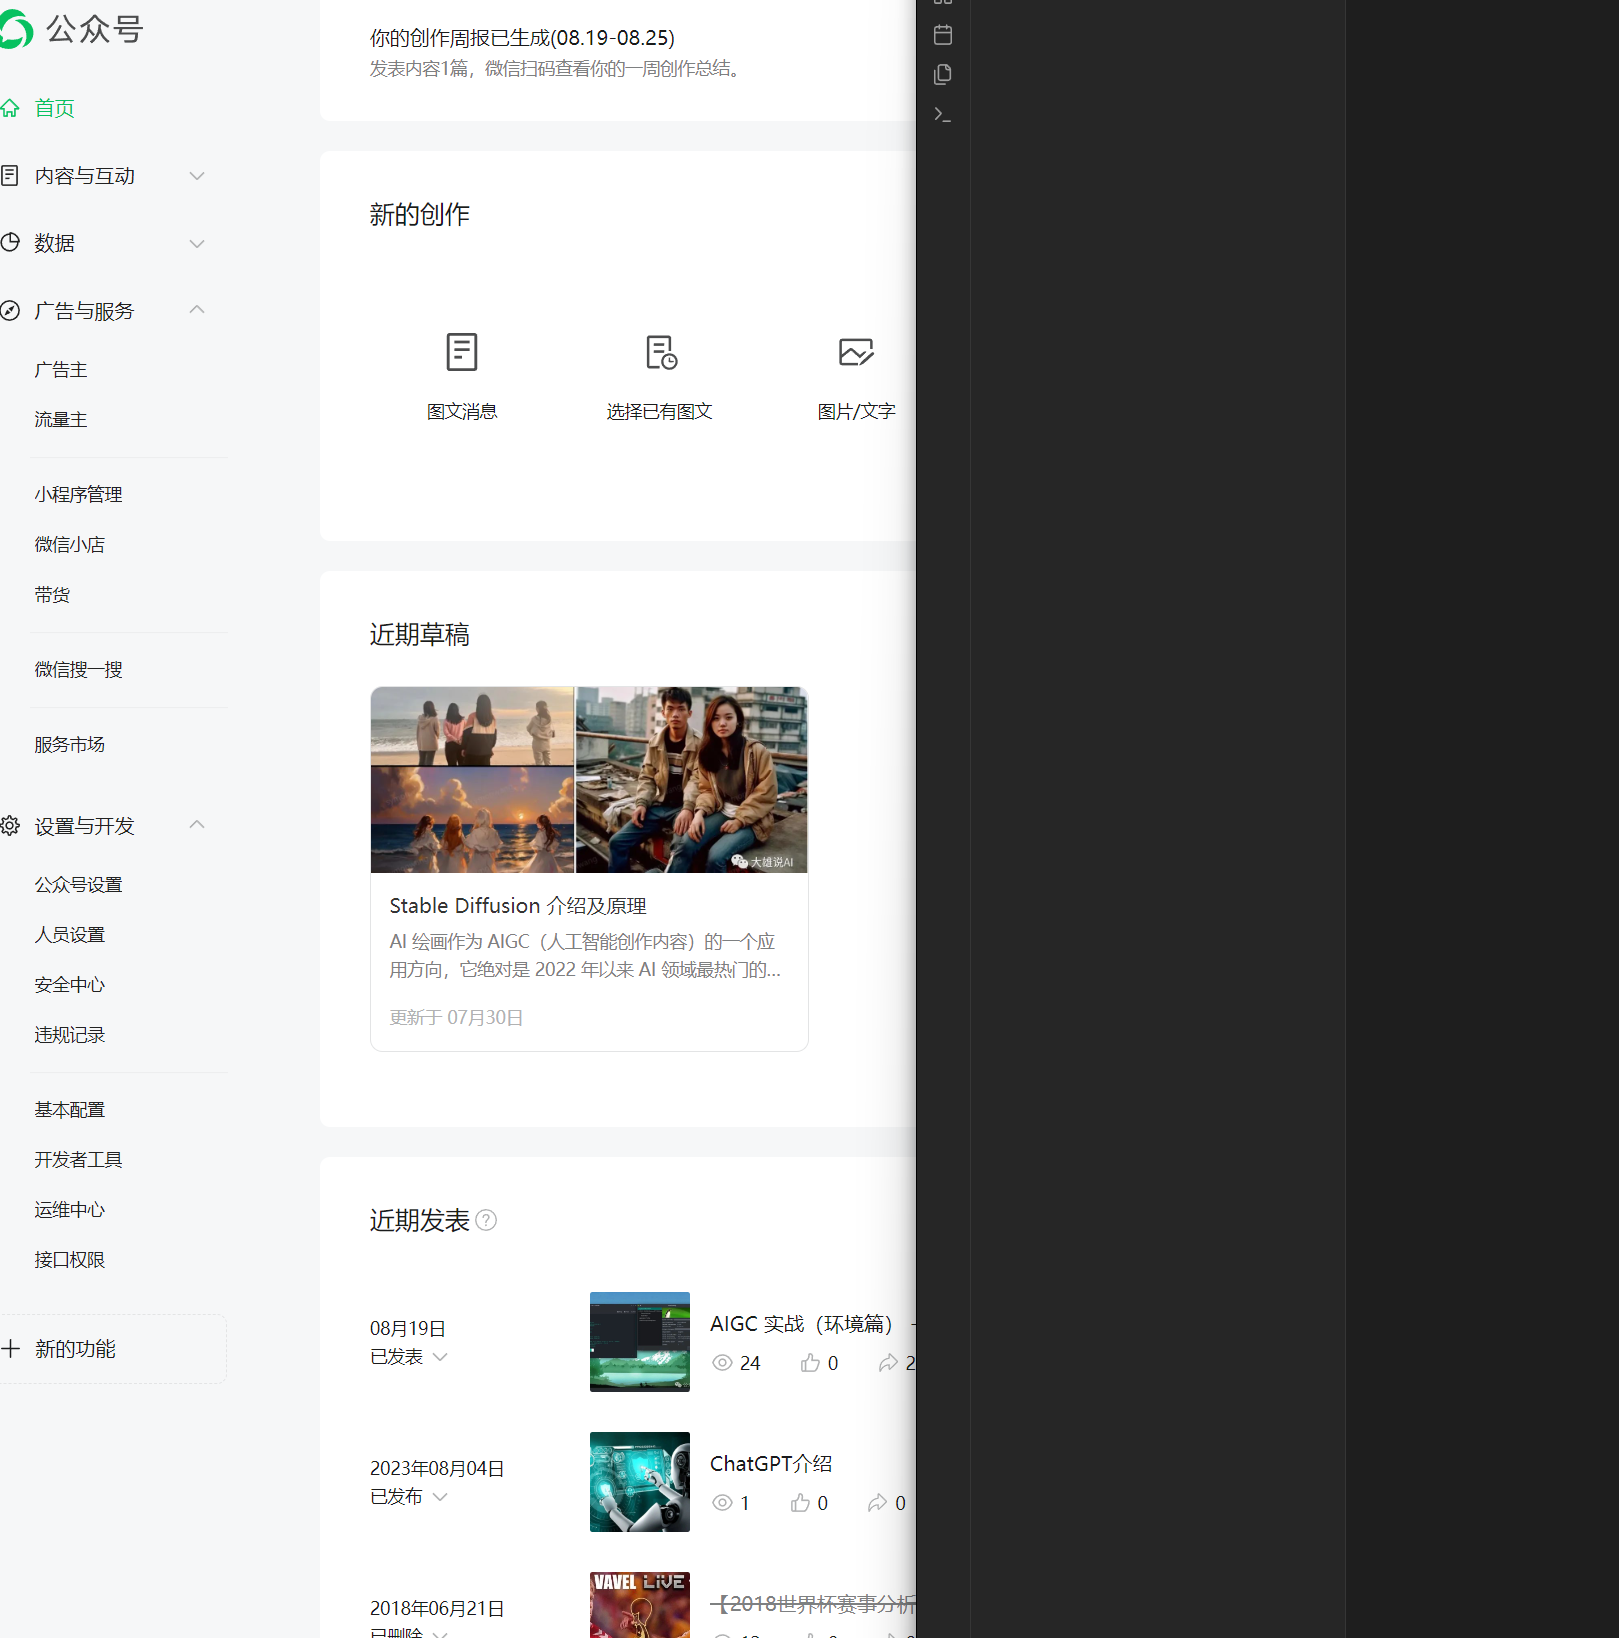 公众号
首页
内容与互动
数据
广告与服务
广告主
流量主
小程序管理
微信小店
带货
微信搜一搜
服务市场
设置与开发
公众号设置
人员设置
安全中心
违规记录
基本配置
开发者工具
运维中心
接口权限
新的功能
你的创作周报已生成(08.19-08.25)
发表内容1篇，微信扫码查看你的一周创作总结。
新的创作
图文消息
选择已有图文
图片/文字
近期草稿
大雄说AI
Stable Diffusion 介绍及原理
AI 绘画作为 AIGC（人工智能创作内容）的一个应
用方向，它绝对是 2022 年以来 AI 领域最热门的...
更新于 07月30日
近期发表
08月19日
已发表
AIGC 实战（环境篇） -
24 0 2
2023年08月04日
已发布
ChatGPT介绍
1 0 0
VAVEL LIVE
2018年06月21日
已删除
【2018世界杯赛事分析